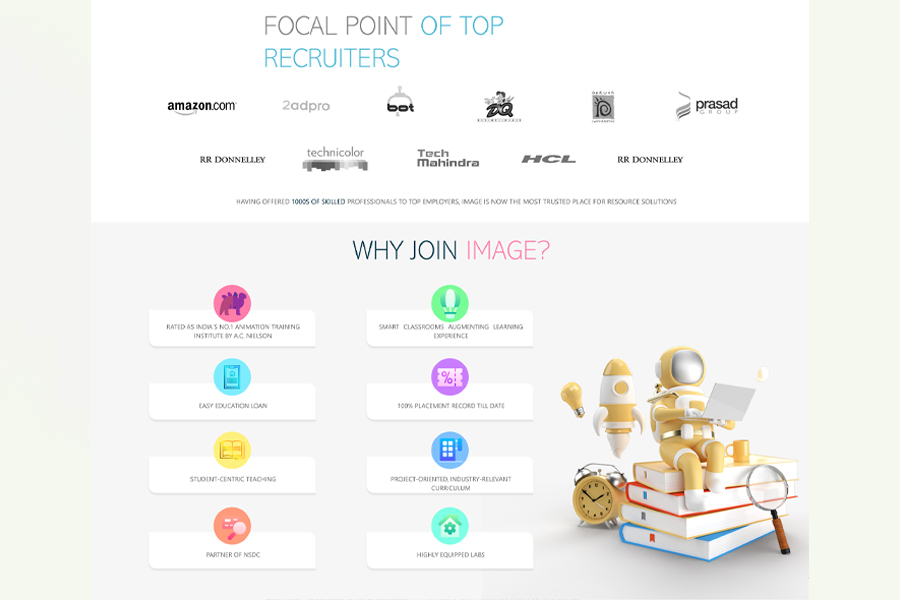 FOCAL POINT OF TOP
RECRUITERS
amazon.com
2adpro
bot
ZQ
prasad
GROUP
RR DONNELLEY
technicolor
Tech
Mahindra
HCL
RR DONNELLEY
HAVING OFFERED 1000S OF SKILLED PROFESSIONALS TO TOP EMPLOYERS, IMAGE IS NOW THE MOST TRUSTED PLACE FOR RESOURCE SOLUTIONS
WHY JOIN IMAGE?
RATED AS INDIA'S NO.1 ANIMATION TRAINING
INSTITUTE BY A.C. NIELSON
SMART CLASSROOMS AUGMENTING LEARNING
EXPERIENCE
EASY EDUCATION LOAN
100% PLACEMENT RECORD TILL DATE
STUDENT-CENTRIC TEACHING
PROJECT-ORIENTED, INDUSTRY-RELEVANT
CURRICULUM
PARTNER OF NSDC
HIGHLY EQUIPPED LABS